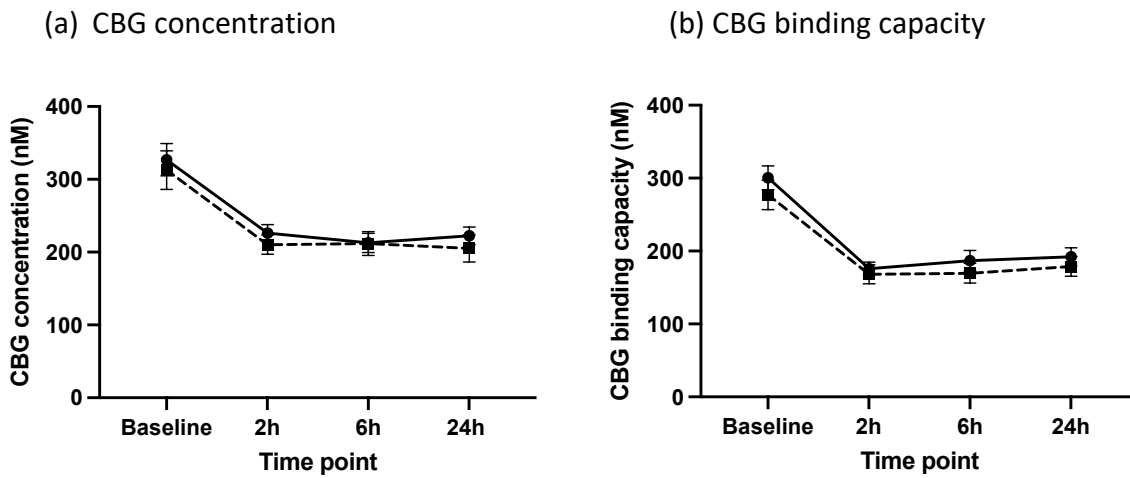 (a) CBG concentration
CBG concentration (nM)
400
300
200
100
0
Baseline 2h 6h 24h
Time point
(b) CBG binding capacity
CBG binding capacity (nM)
400
300
200
100
0
Baseline 2h 6h 24h
Time point